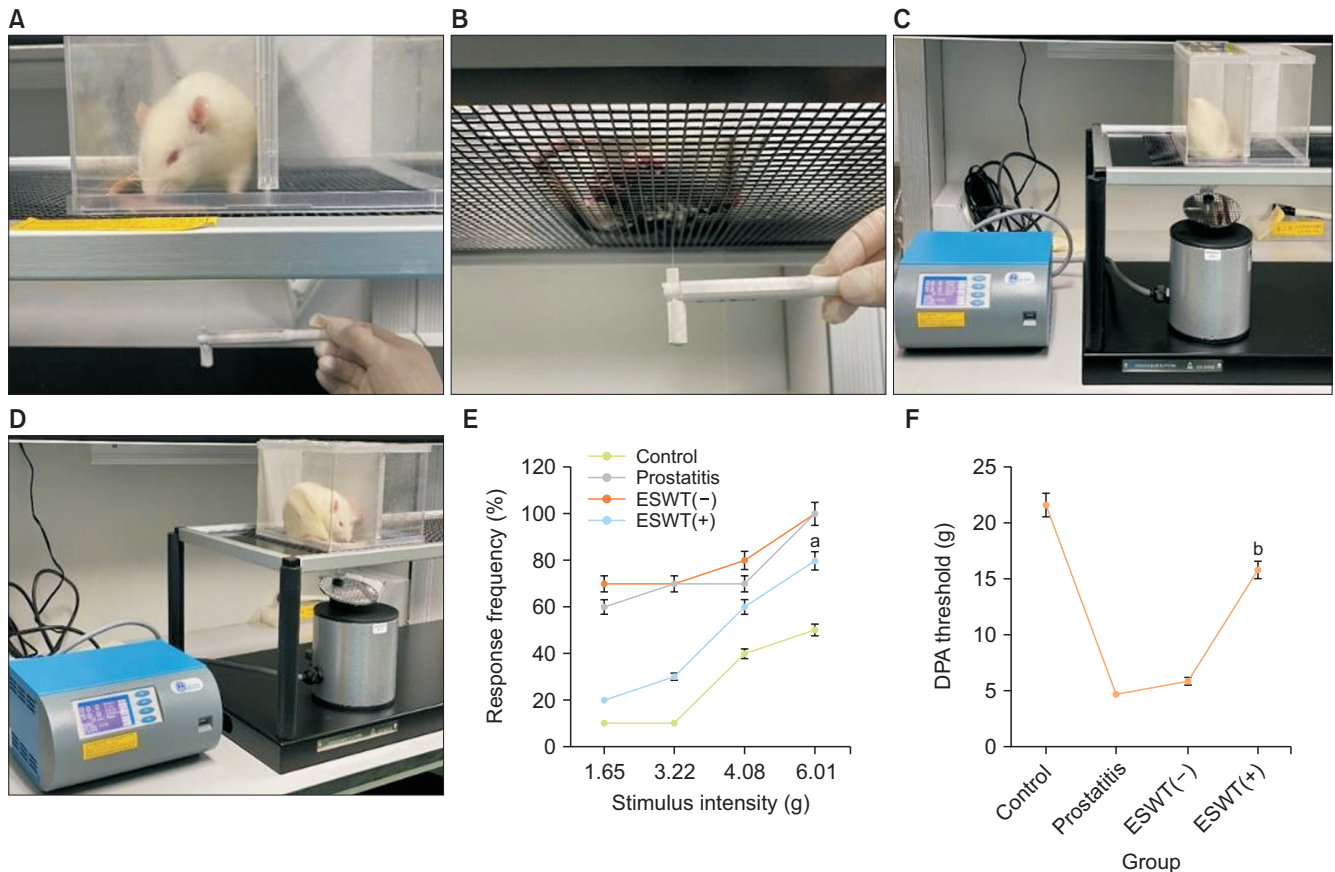 A
B
C
D
E
120
100
80
60
40
20
0
Response frequency (%)
Control
Prostatitis
ESWT(−)
ESWT(+)
a
1.65 3.22 4.08 6.01
Stimulus intensity (g)
F
25
20
15
10
5
0
DPA threshold (g)
b
Control
Prostatitis
ESWT(−)
ESWT(+)
Group